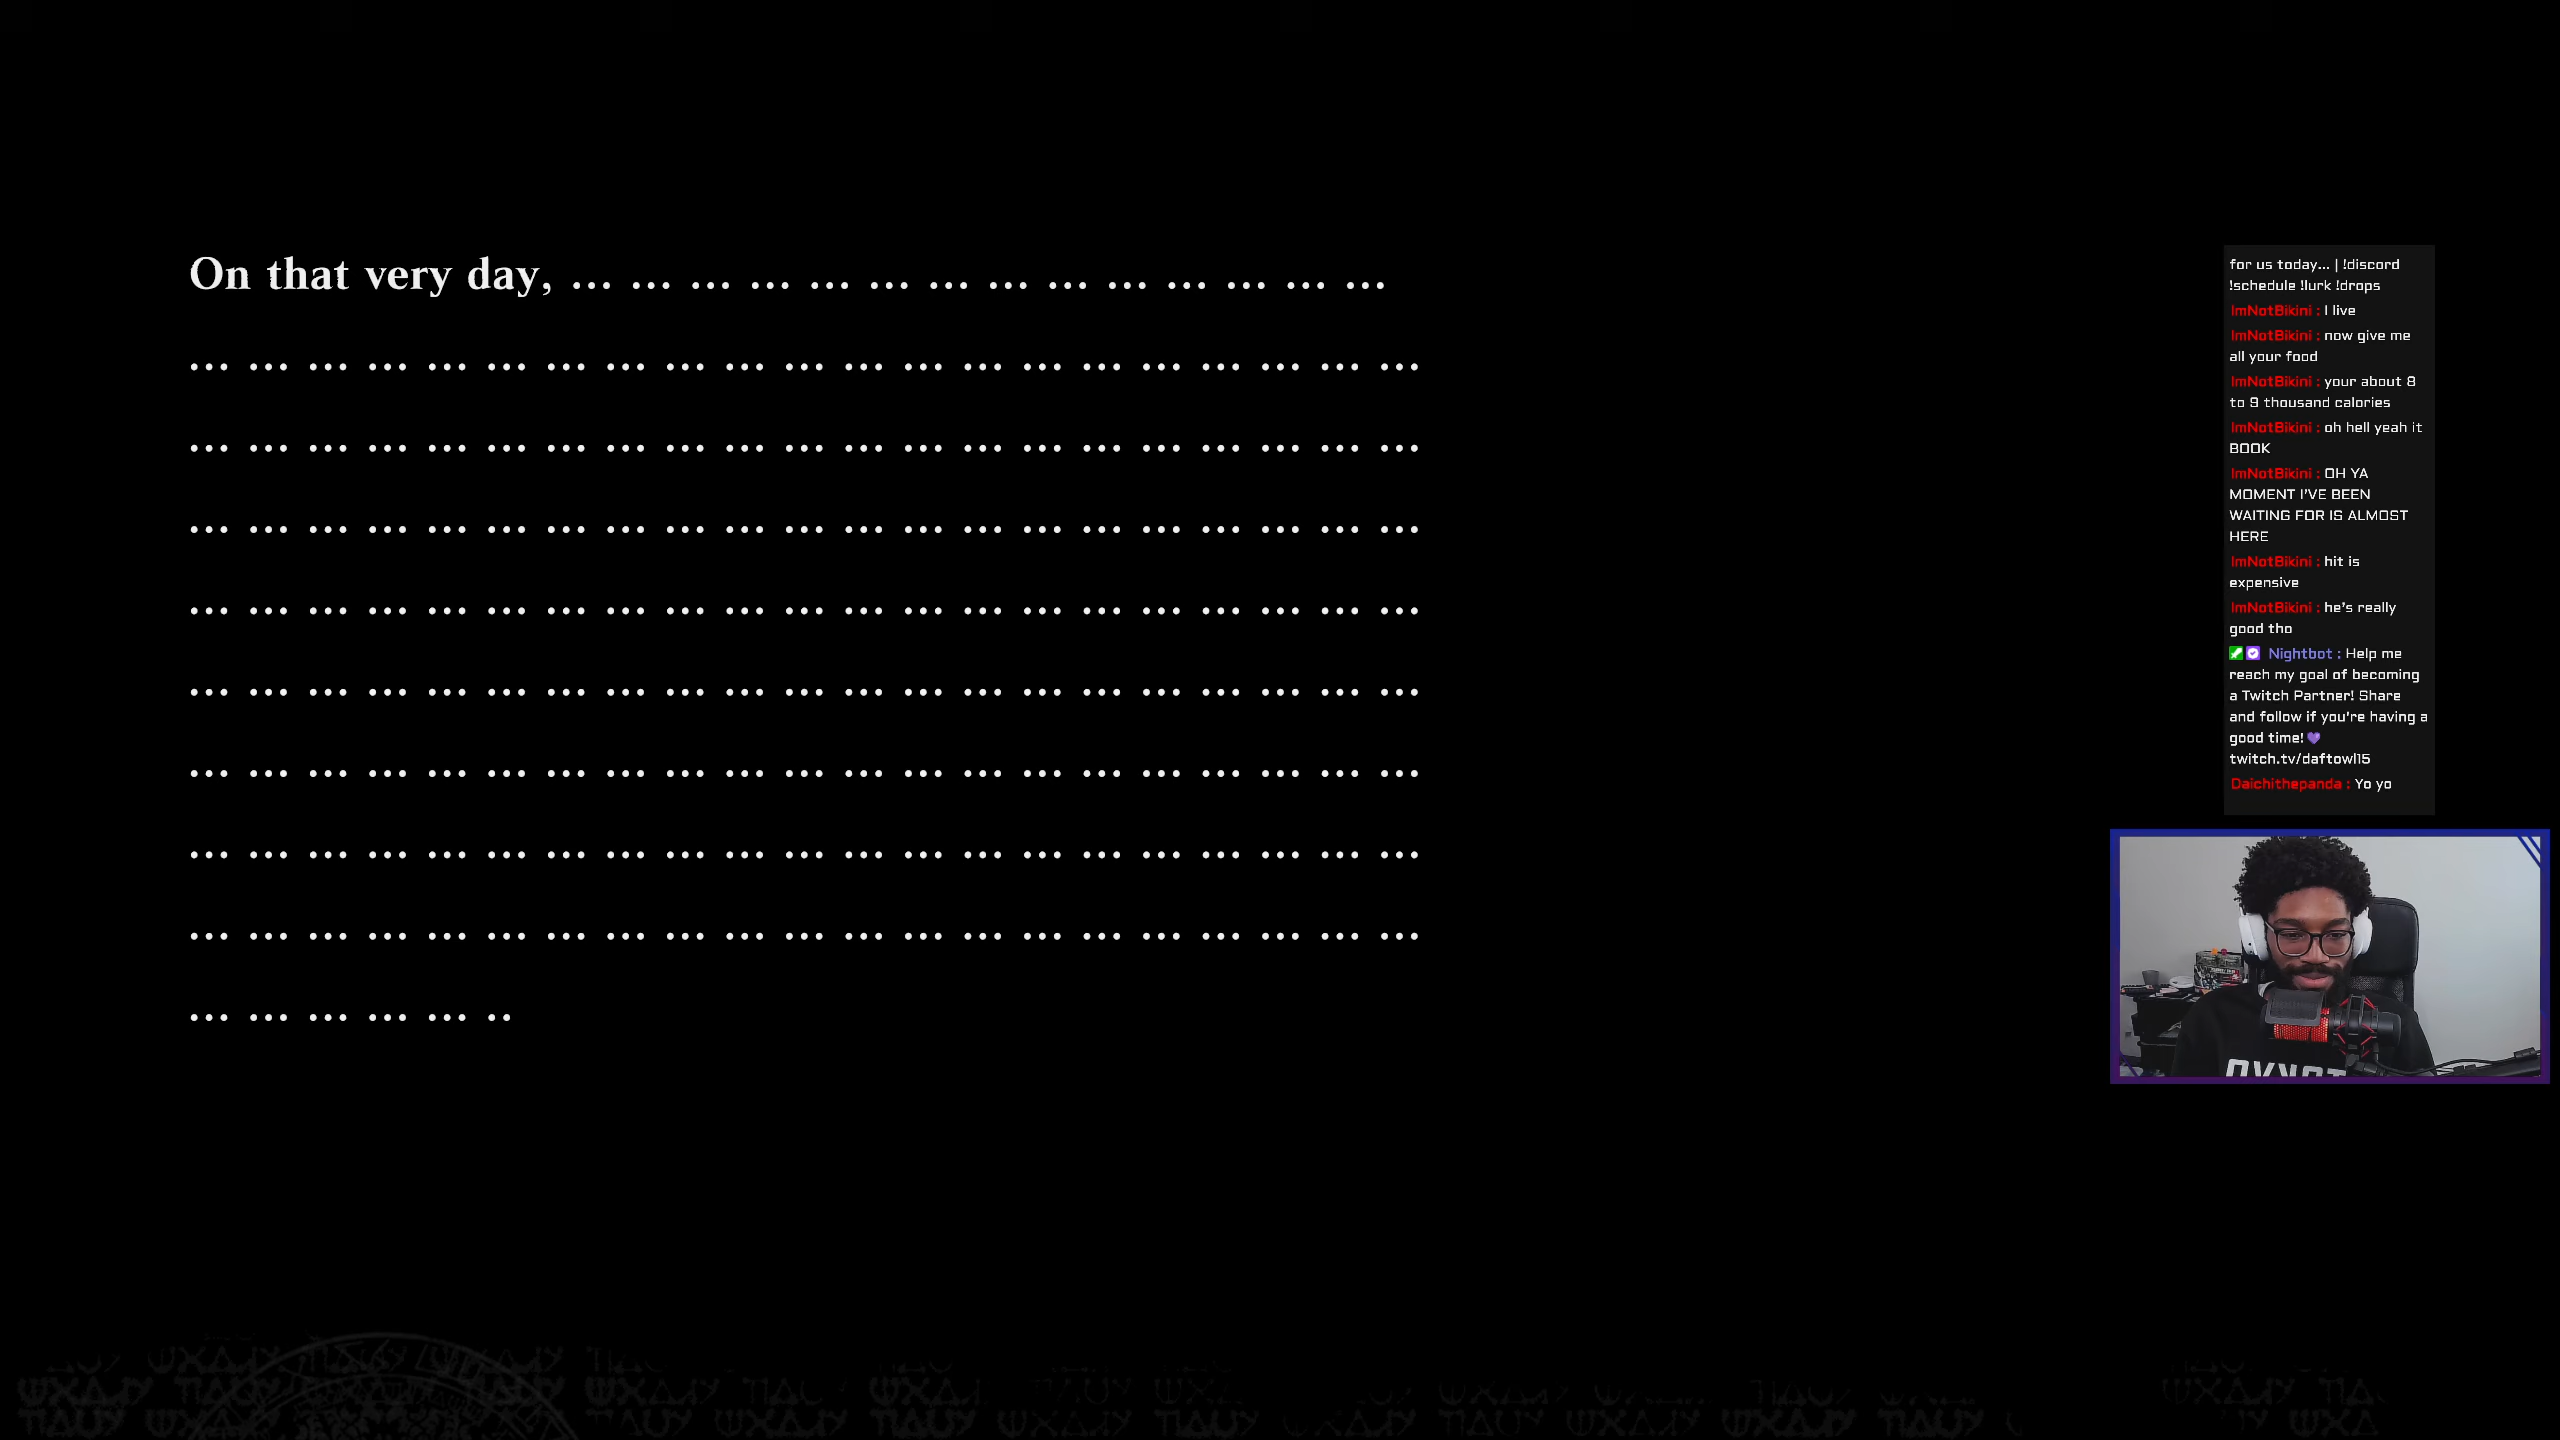 On that very day, ... ... ... ... ... ... ... ... ... ... ... ... ... ...
... ... ... ... ... ... ... ... ... ... ... ... ... ... ... ... ... ... ... ... ...
... ... ... ... ... ... ... ... ... ... ... ... ... ... ... ... ... ... ... ... ...
... ... ... ... ... ... ... ... ... ... ... ... ... ... ... ... ... ... ... ... ...
... ... ... ... ... ... ... ... ... ... ... ... ... ... ... ... ... ... ... ... ...
... ... ... ... ... ... ... ... ... ... ... ... ... ... ... ... ... ... ... ... ...
... ... ... ... ... ... ... ... ... ... ... ... ... ... ... ... ... ... ... ... ...
... ... ... ... ... ... ... ... ... ... ... ... ... ... ... ... ... ... ... ... ...
... ... ... ... ... ... ... ... ... ... ... ... ... ... ... ... ... ... ... ... ...
... ... ... ... ... ..
for us today... | !discord
!schedule !lurk !drops
ImNotBikini : I live
ImNotBikini : now give me
all your food
ImNotBikini : your about 8
to 9 thousand calories
ImNotBikini : oh hell yeah it
BOOK
ImNotBikini : OH YA
MOMENT I'VE BEEN
WAITING FOR IS ALMOST
HERE
ImNotBikini : hit is
expensive
ImNotBikini : he's really
good tho
Nightbot : Help me
reach my goal of becoming
a Twitch Partner! Share
and follow if you're having a
good time! 💜
twitch.tv/daftowl15
Daichithepanda : Yo yo